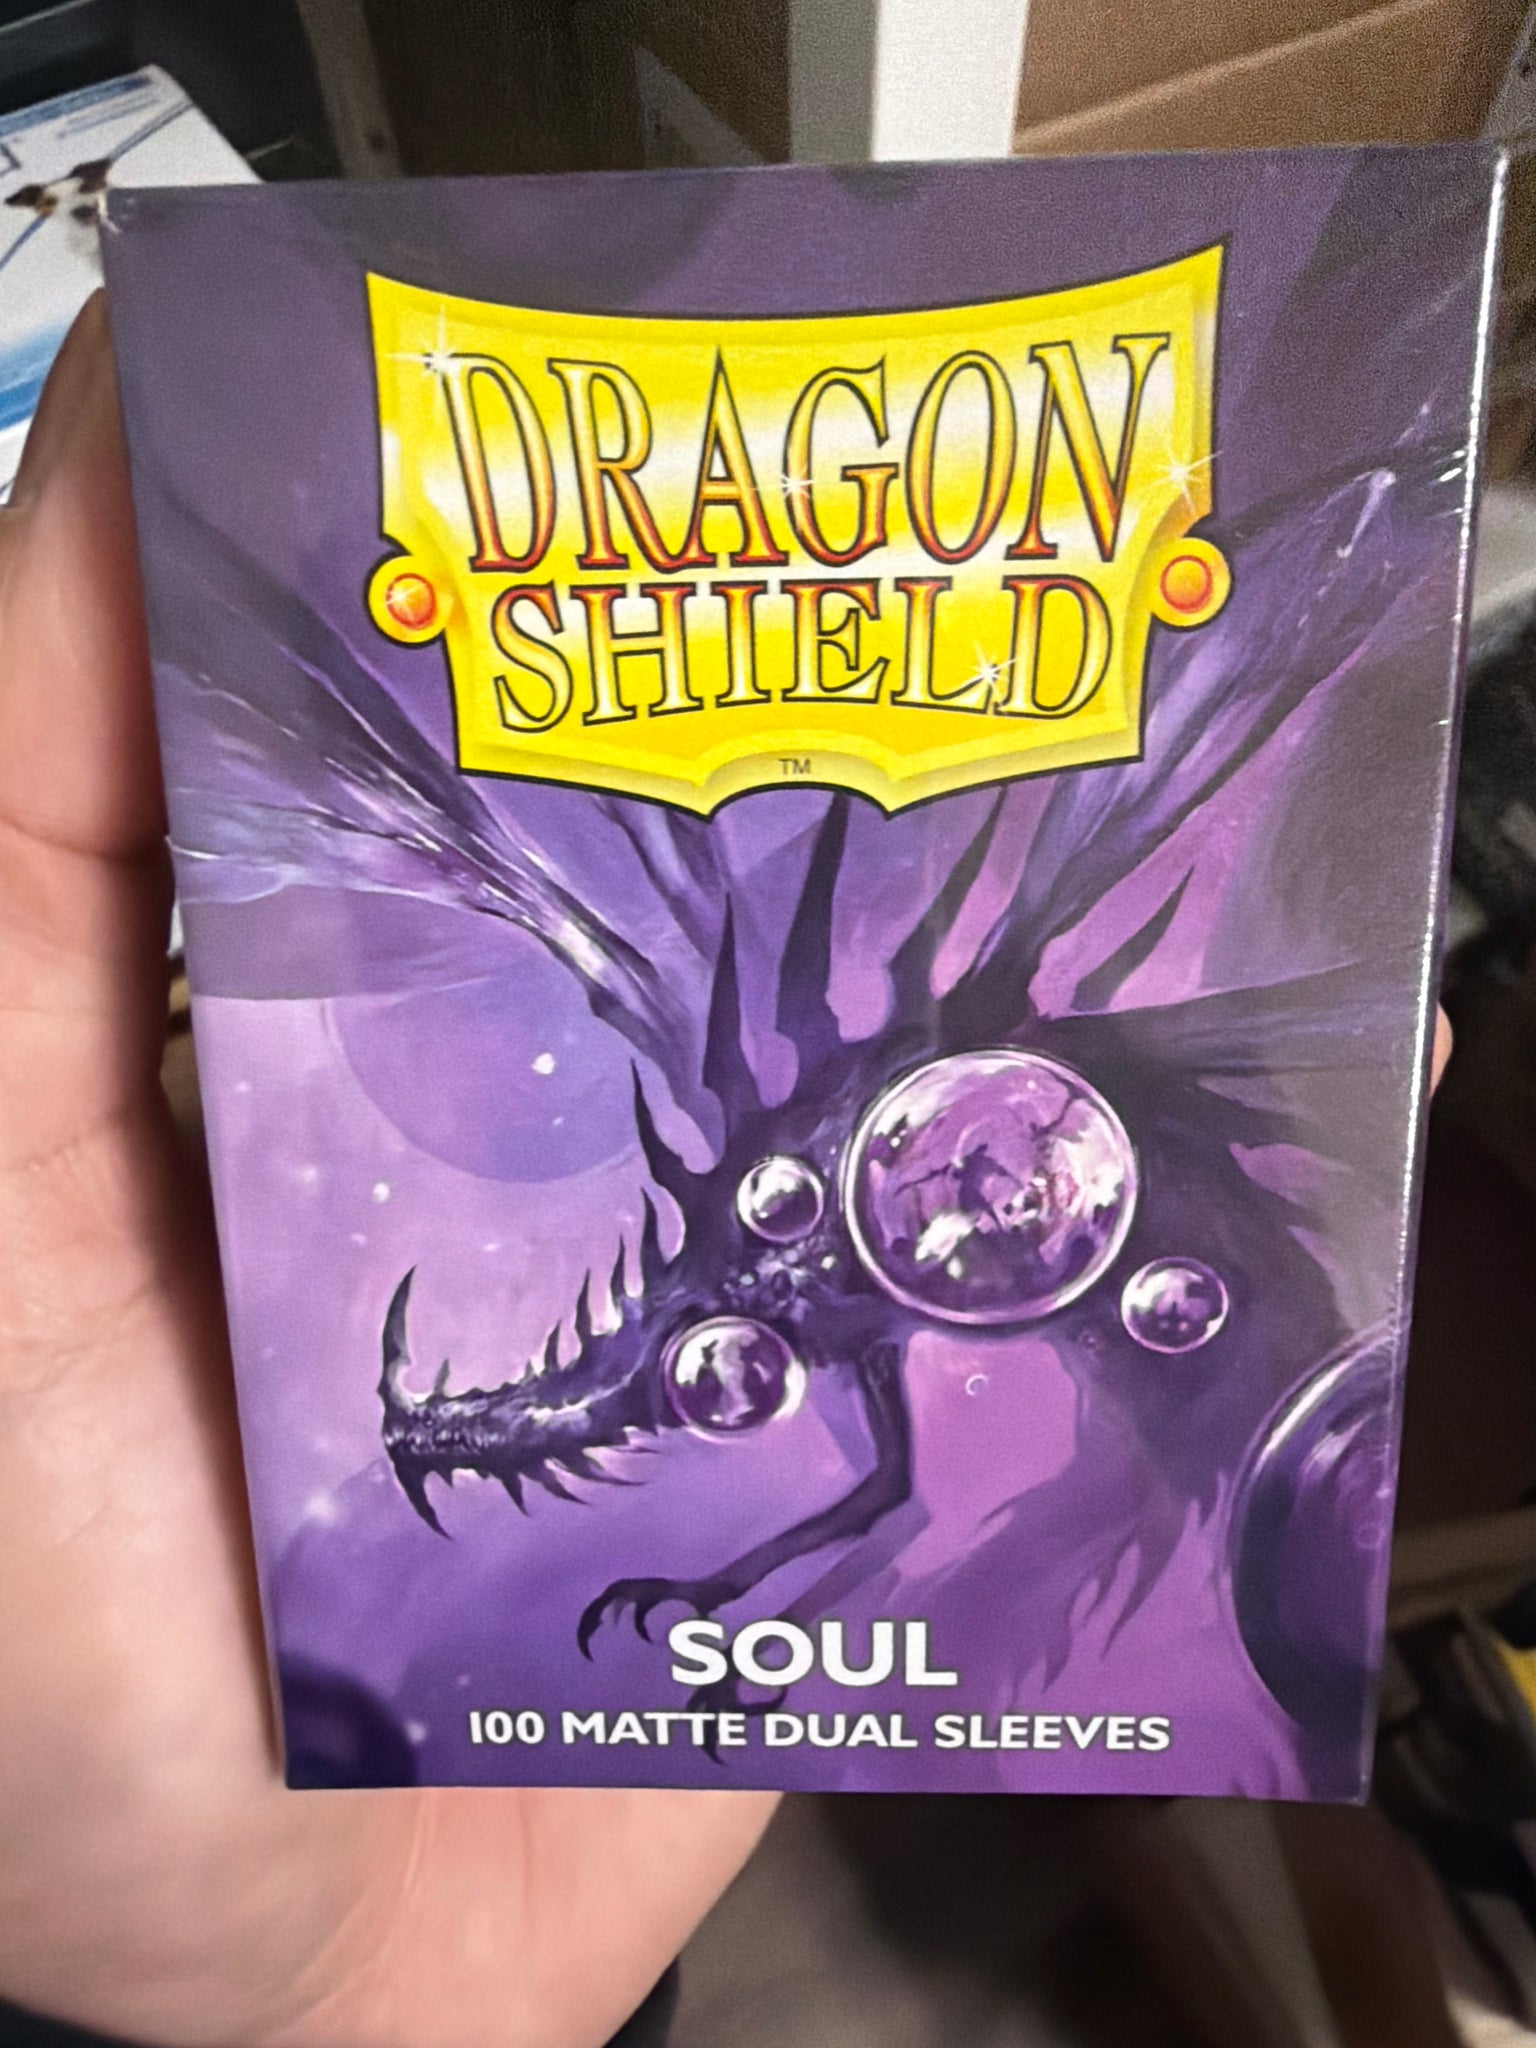 DRAGON
SHIELD
TM
SOUL
100 MATTE DUAL SLEEVES